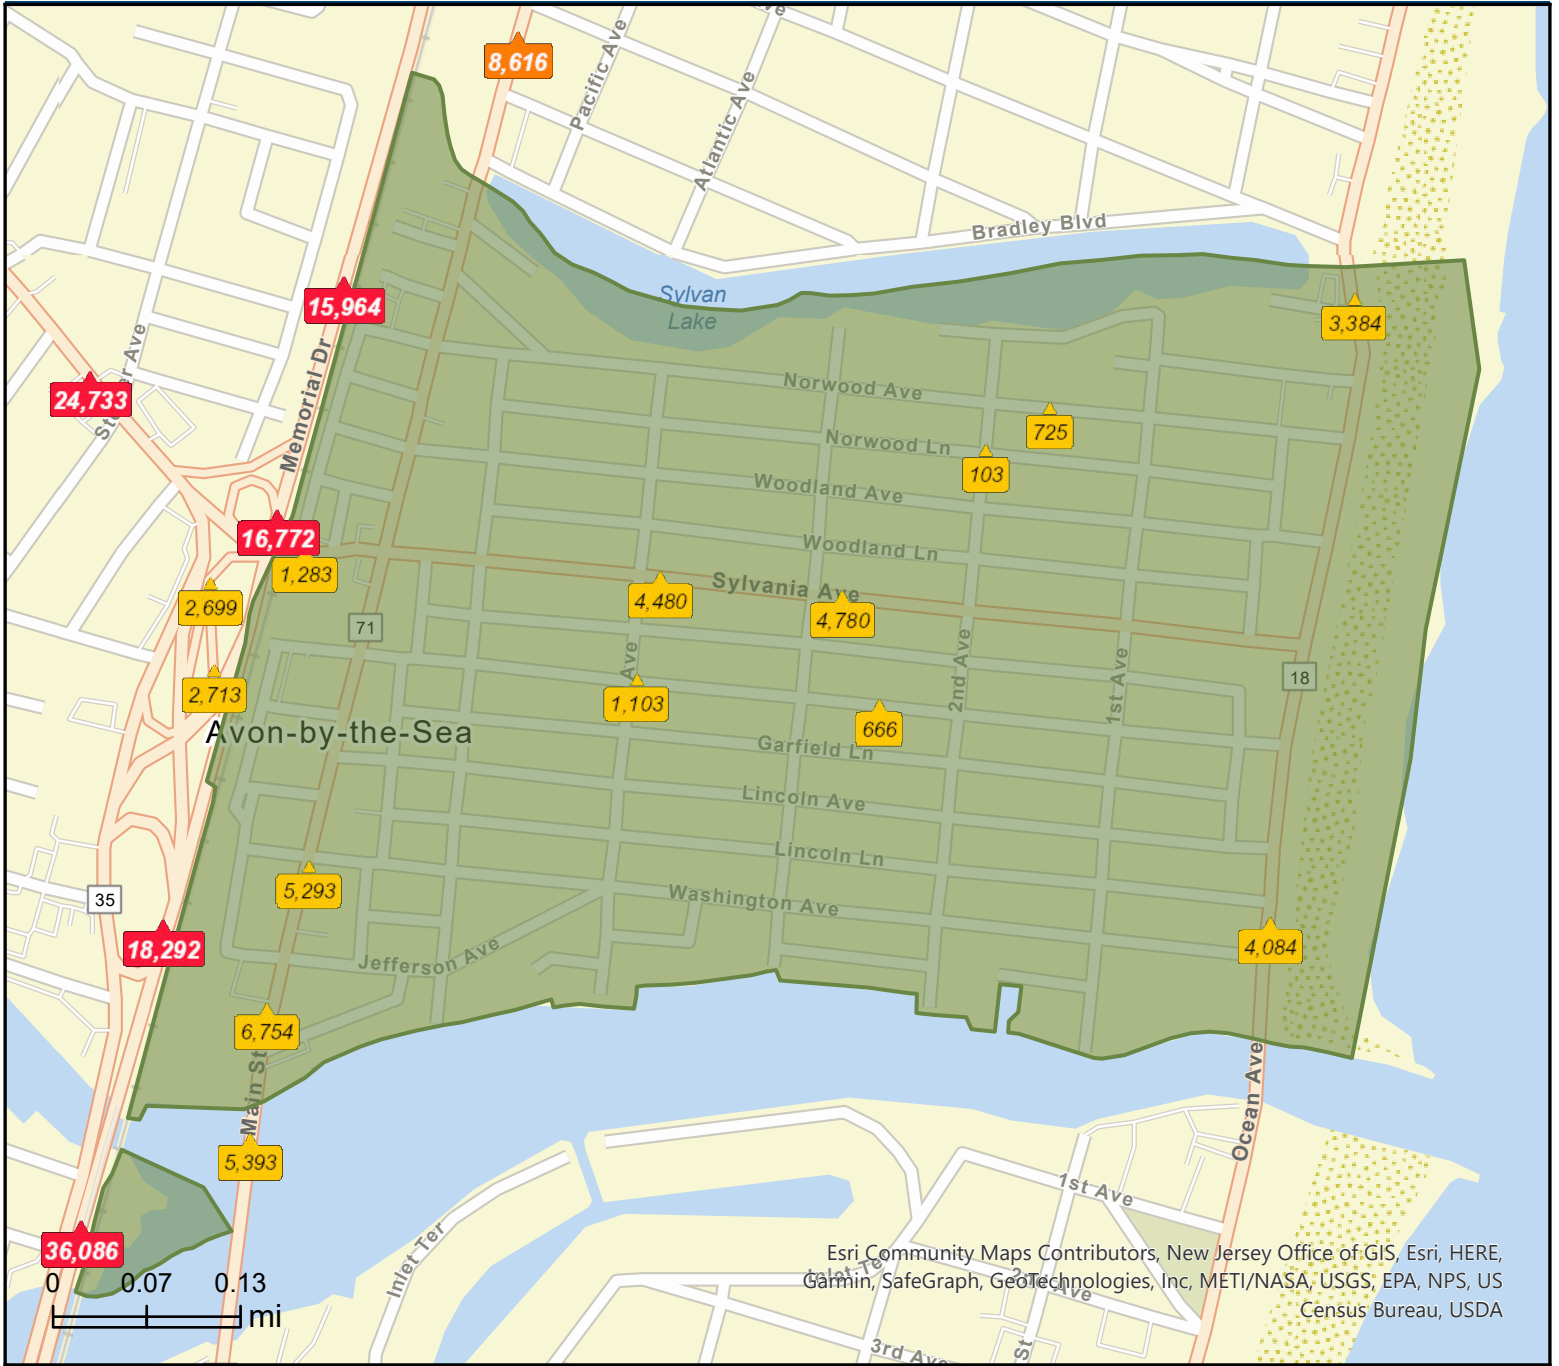 8,616
Pacific Ave
Atlantic Ave
Bradley Blvd
Sylvan
Lake
15,964
3,384
Memorial Dr
24,733
Norwood Ave
725
Norwood Ln
103
Woodland Ave
16,772
Woodland Ln
1,283
Sylvania Ave
2,699
4,480
4,780
71
Ave
2nd Ave
1st Ave
18
2,713
1,103
666
Avon-by-the-Sea
Garfield Ln
Lincoln Ave
Lincoln Ln
5,293
Washington Ave
35
18,292
4,084
Jefferson Ave
6,754
Main St
Ocean Ave
5,393
1st Ave
36,086
Inlet Ter
Inlet Ter
2nd Ave
3rd Ave
St
0 0.07 0.13
mi
Esri Community Maps Contributors, New Jersey Office of GIS, Esri, HERE,
Garmin, SafeGraph, GeoTechnologies, Inc, METI/NASA, USGS, EPA, NPS, US
Census Bureau, USDA